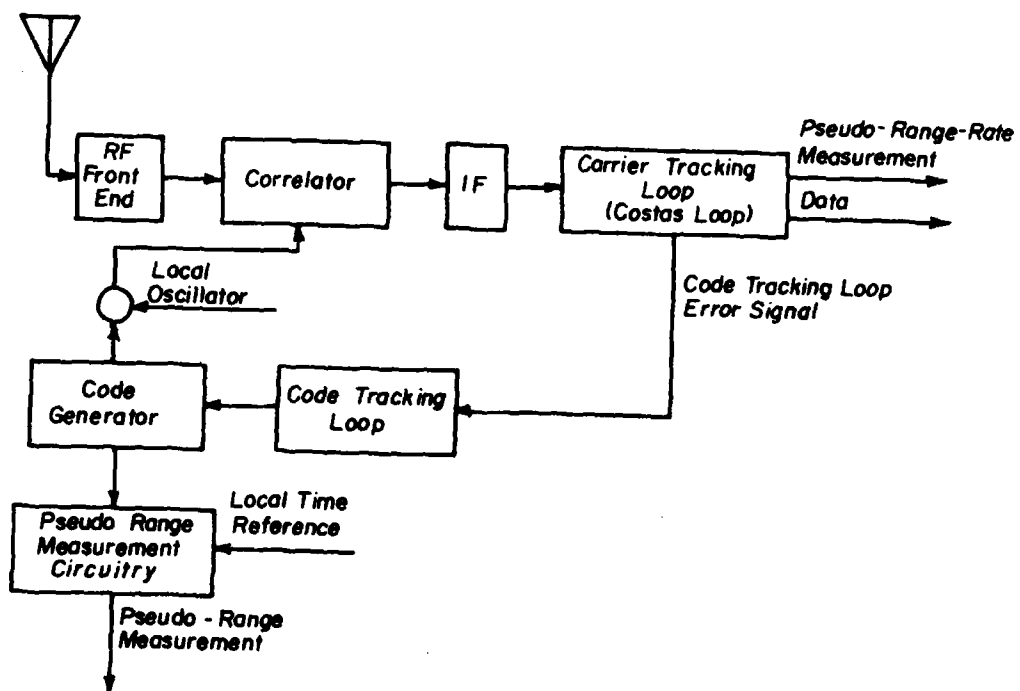 RF
Front
End
Correlator
IF
Carrier Tracking
Loop
(Costas Loop)
Pseudo-Range-Rate
Measurement
Data
Local
Oscillator
Code Tracking Loop
Error Signal
Code
Generator
Code Tracking
Loop
Local Time
Reference
Pseudo Range
Measurement
Circuitry
Pseudo - Range
Measurement